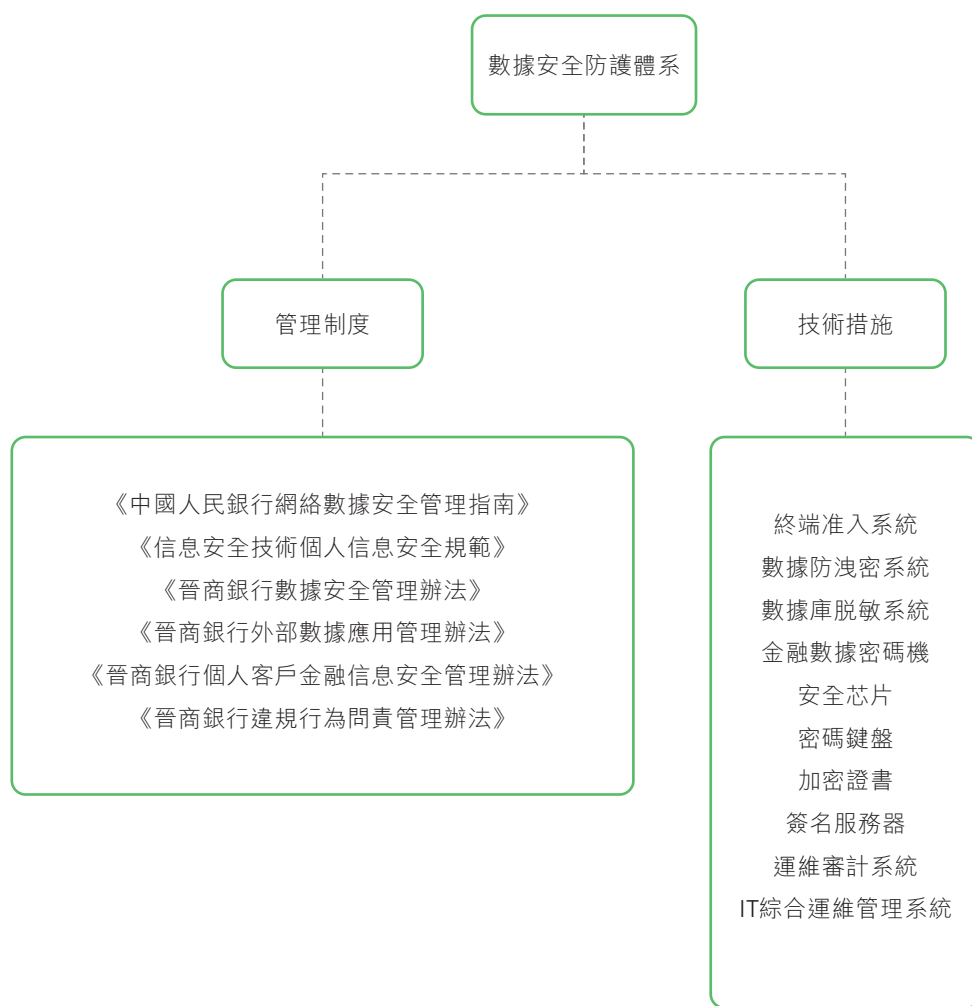 數據安全防護體系
管理制度
技術措施
《中國人民銀行網絡數據安全管理指南》
《信息安全技術個人信息安全規範》
《晉商銀行數據安全管理辦法》
《晉商銀行外部數據應用管理辦法》
《晉商銀行個人客戶金融信息安全管理辦法》
《晉商銀行違規行為問責管理辦法》
終端准入系統
數據防洩密系統
數據庫脫敏系統
金融數據密碼機
安全芯片
密碼鍵盤
加密證書
簽名服務器
運維審計系統
IT綜合運維管理系統